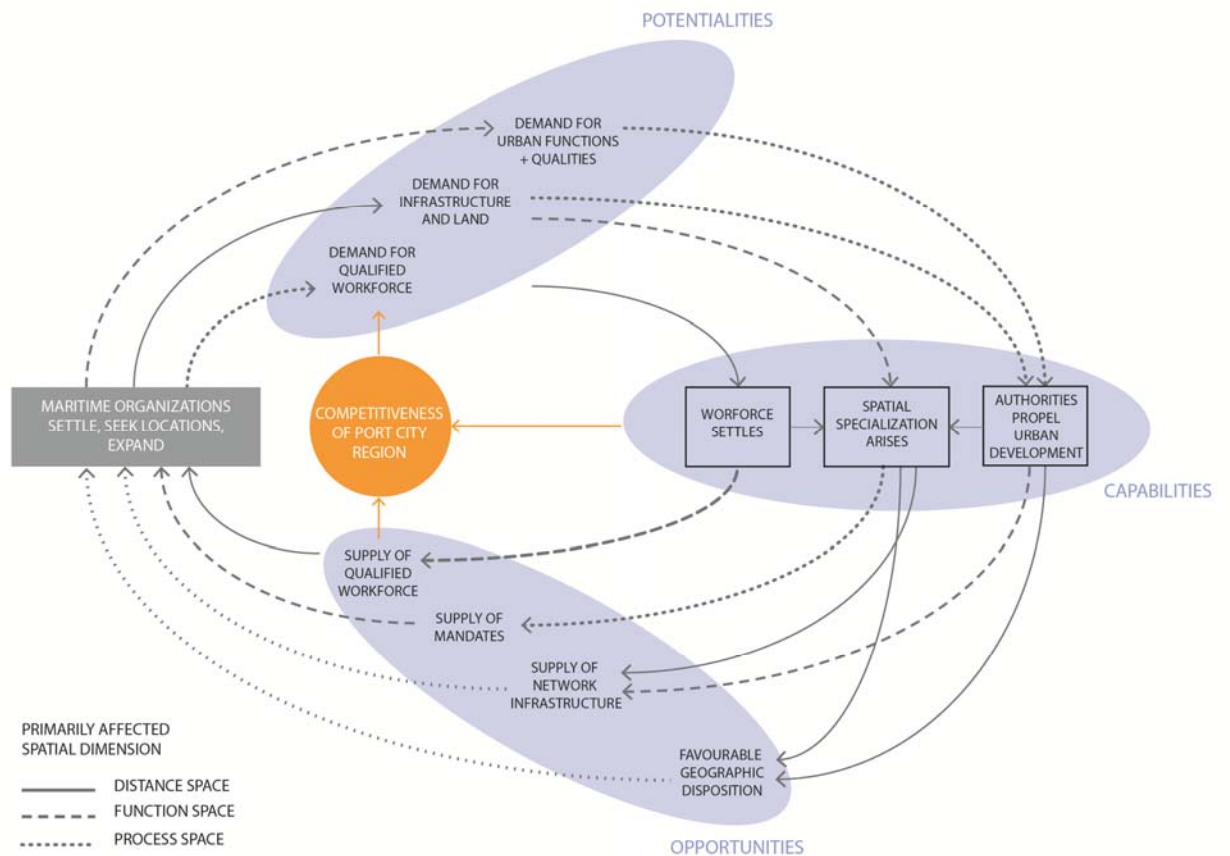 POTENTIALITIES
DEMAND FOR
URBAN FUNCTIONS
+ QUALITIES
DEMAND FOR
INFRASTRUCTURE
AND LAND
DEMAND FOR
QUALIFIED
WORKFORCE
MARITIME ORGANIZATIONS
SETTLE, SEEK LOCATIONS,
EXPAND
COMPETITIVENESS
OF PORT CITY
REGION
WORFORCE
SETTLES
SPATIAL
SPECIALIZATION
ARISES
AUTHORITIES
PROPEL
URBAN
DEVELOPMENT
CAPABILITIES
SUPPLY OF
QUALIFIED
WORKFORCE
SUPPLY OF
MANDATES
SUPPLY OF
NETWORK
INFRASTRUCTURE
FAVOURABLE
GEOGRAPHIC
DISPOSITION
OPPORTUNITIES
PRIMARILY AFFECTED
SPATIAL DIMENSION
DISTANCE SPACE
FUNCTION SPACE
PROCESS SPACE